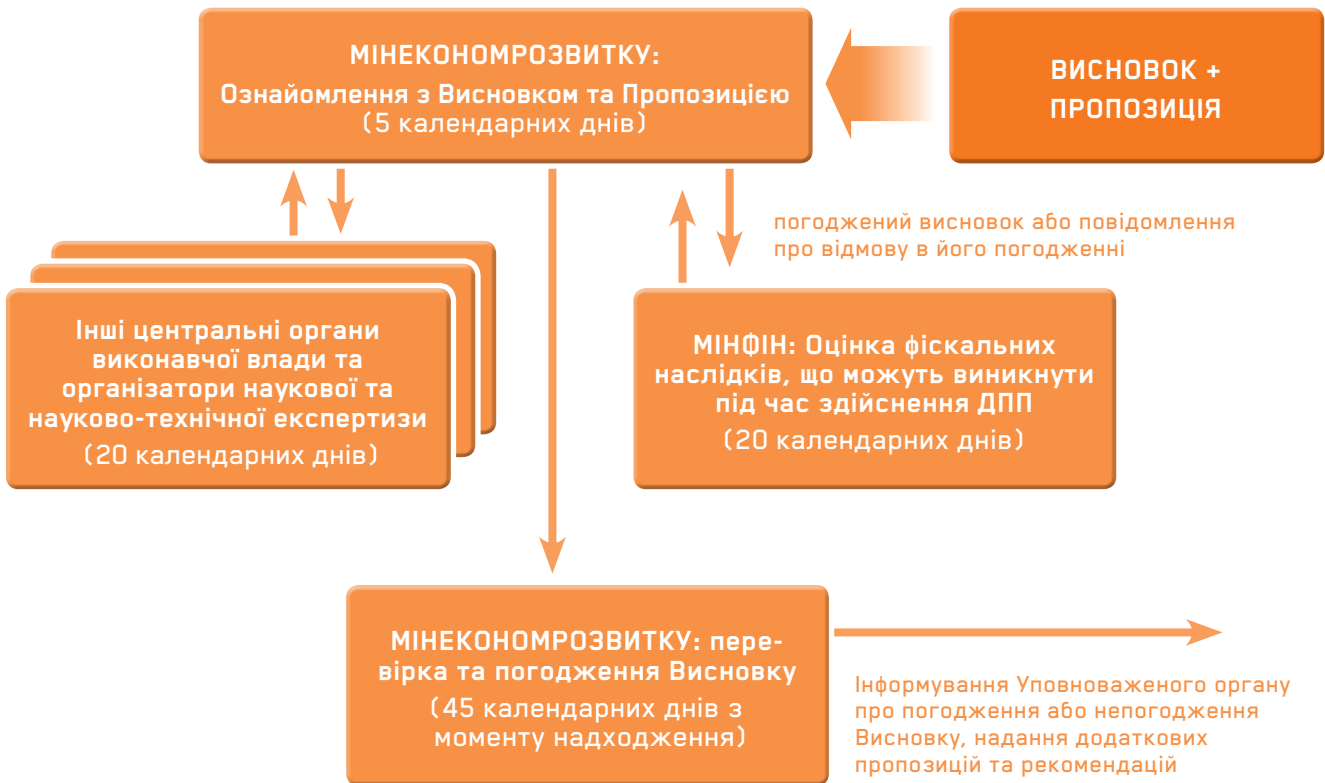 МІНЕКОНОМРОЗВИТКУ:
Ознайомлення з Висновком та Пропозицією
(5 календарних днів)
ВИСНОВОК +
ПРОПОЗИЦІЯ
погоджений висновок або повідомлення
про відмову в його погодженні
Інші центральні органи
виконавчої влади та
організатори наукової та
науково-технічної експертизи
(20 календарних днів)
МІНФІН: Оцінка фіскальних
наслідків, що можуть виникнути
під час здійснення ДПП
(20 календарних днів)
МІНЕКОНОМРОЗВИТКУ: пере-
вірка та погодження Висновку
(45 календарних днів з
моменту надходження)
Інформування Уповноваженого органу
про погодження або непогодження
Висновку, надання додаткових
пропозицій та рекомендацій